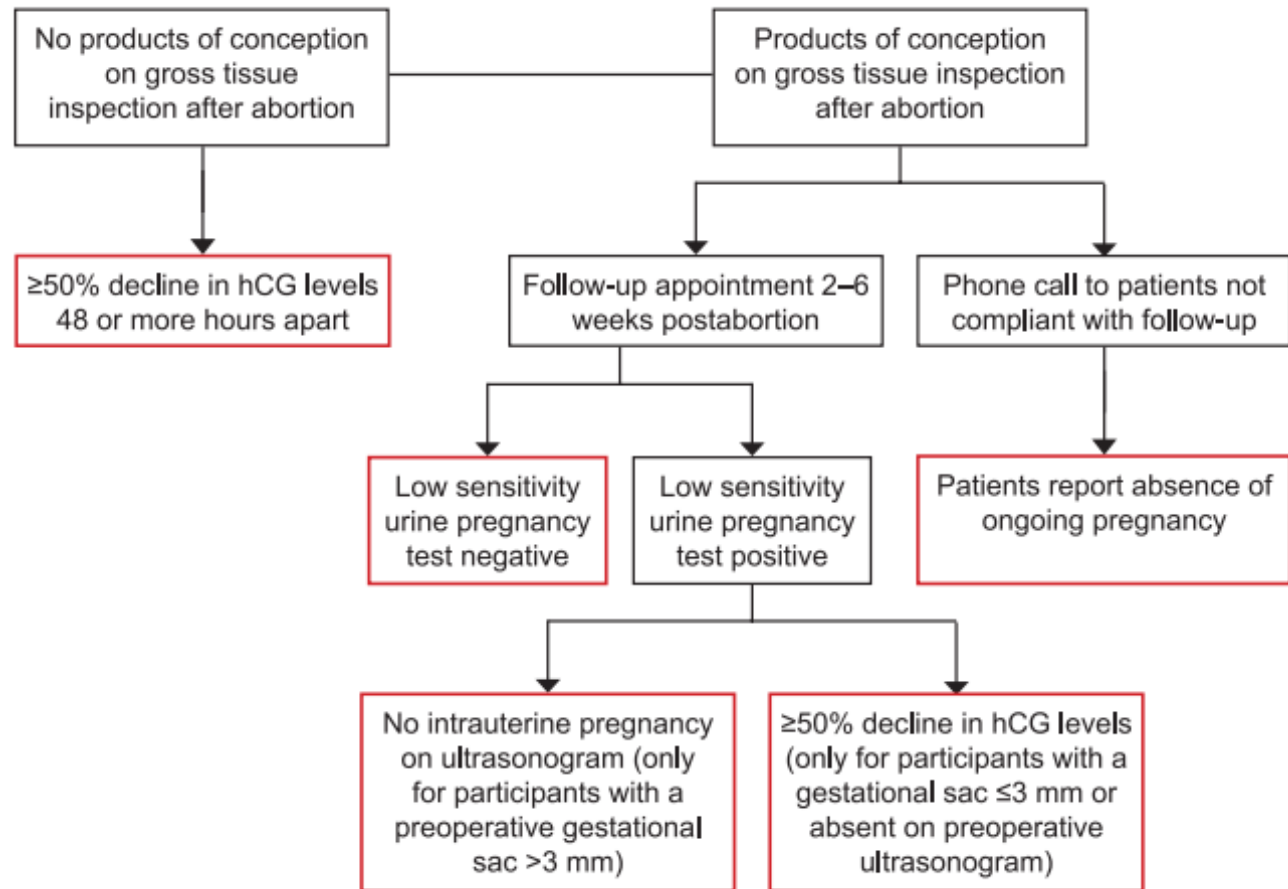 No products of conception
on gross tissue
inspection after abortion
Products of conception
on gross tissue inspection
after abortion
≥50% decline in hCG levels
48 or more hours apart
Follow-up appointment 2–6
weeks postabortion
Phone call to patients not
compliant with follow-up
Low sensitivity
urine pregnancy
test negative
Low sensitivity
urine pregnancy
test positive
Patients report absence of
ongoing pregnancy
No intrauterine pregnancy
on ultrasonogram (only
for participants with a
preoperative gestational
sac >3 mm)
≥50% decline in hCG levels
(only for participants with a
gestational sac ≤3 mm or
absent on preoperative
ultrasonogram)